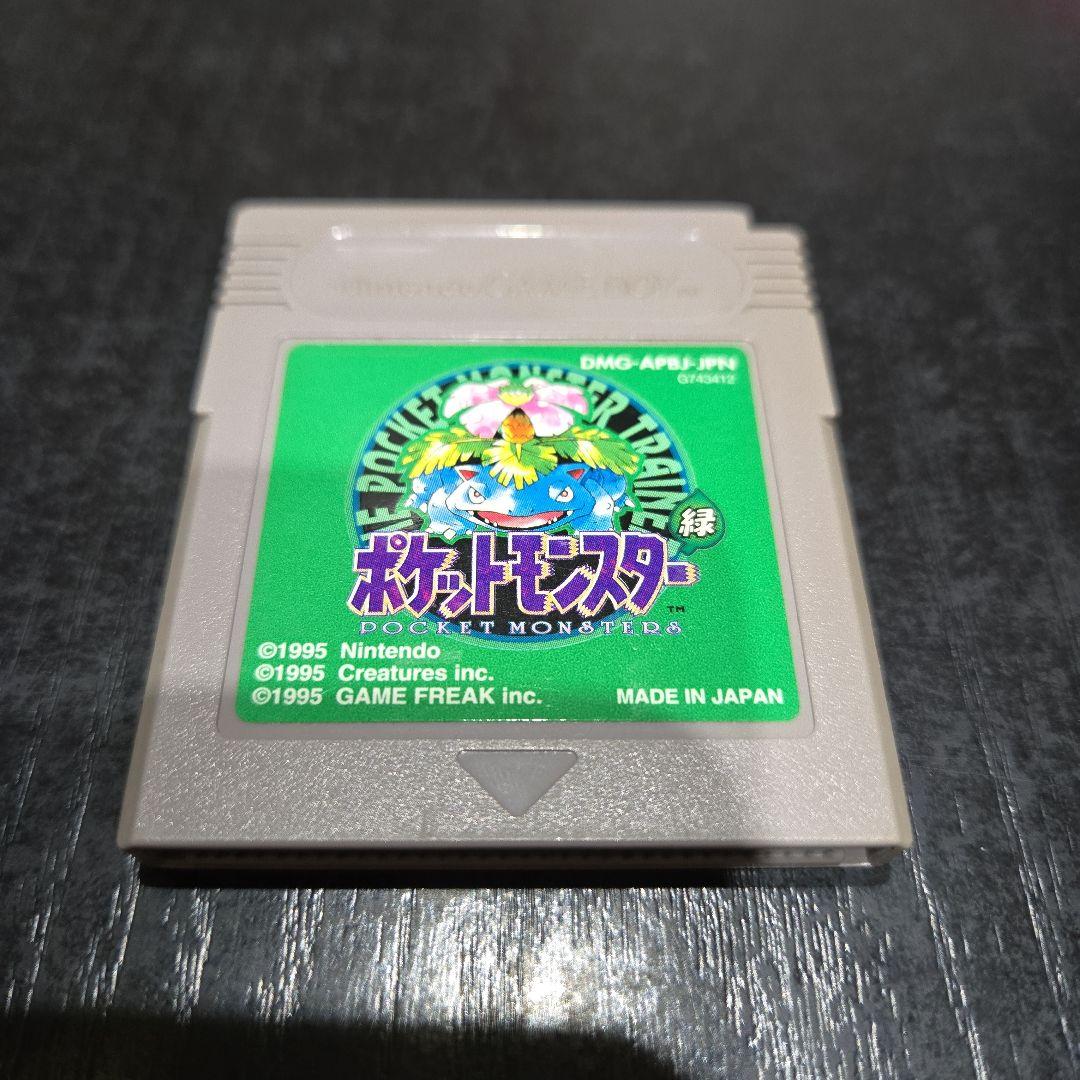 Nintendo GAME BOY TM
DMG-APBJ-JPN
G743412
THE POCKET MONSTER TRAINER
緑
ポケットモンスター
TM
POCKET MONSTERS
©1995 Nintendo
©1995 Creatures inc.
©1995 GAME FREAK inc.
MADE IN JAPAN